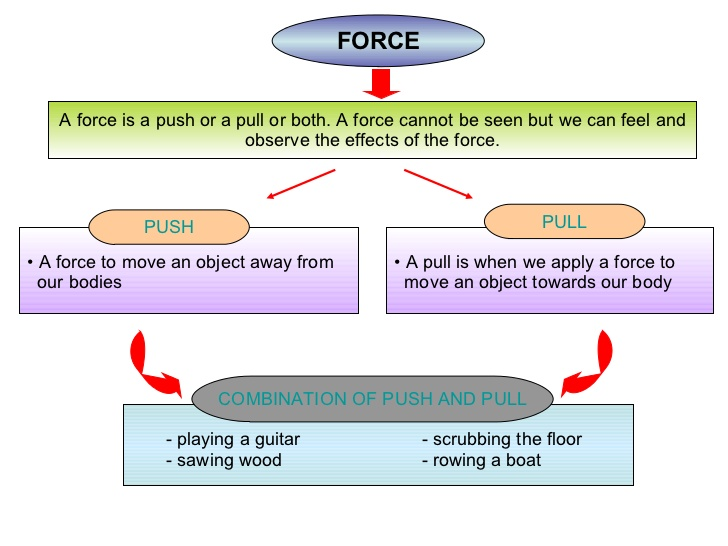 FORCE
A force is a push or a pull or both. A force cannot be seen but we can feel and
observe the effects of the force.
PUSH
• A force to move an object away from
our bodies
PULL
• A pull is when we apply a force to
move an object towards our body
COMBINATION OF PUSH AND PULL
- playing a guitar
- sawing wood
- scrubbing the floor
- rowing a boat